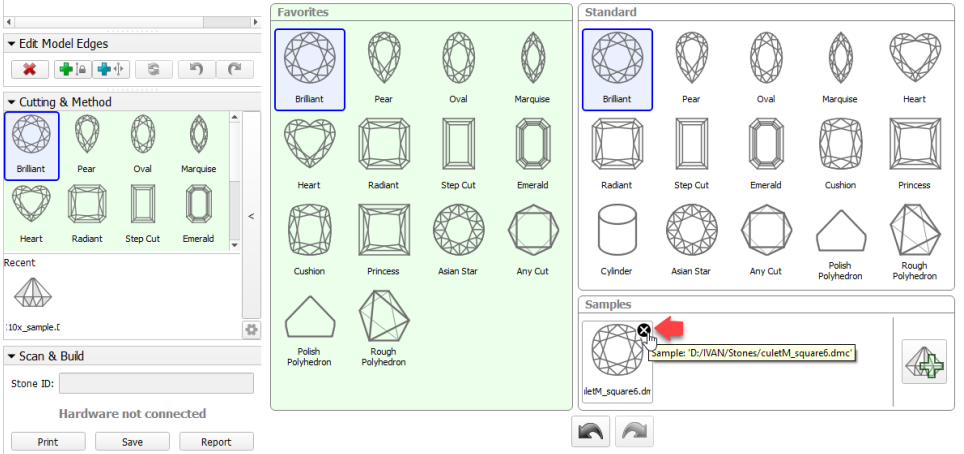 Edit Model Edges
Cutting & Method
Brilliant Pear Oval Marquise
Heart Radiant Step Cut Emerald
<
Recent
:10x_sample.D
Scan & Build
Stone ID:
Hardware not connected
Print Save Report
Favorites
Brilliant Pear Oval Marquise
Heart Radiant Step Cut Emerald
Cushion Princess Asian Star Any Cut
Polish Rough
Polyhedron Polyhedron
Standard
Brilliant Pear Oval Marquise Heart
Radiant Step Cut Emerald Cushion Princess
Cylinder Asian Star Any Cut Polish Rough
Polyhedron Polyhedron
Samples
Sample: 'D:/IVAN/Stones/culetM_square6.dmc'
uletM_square6.dm